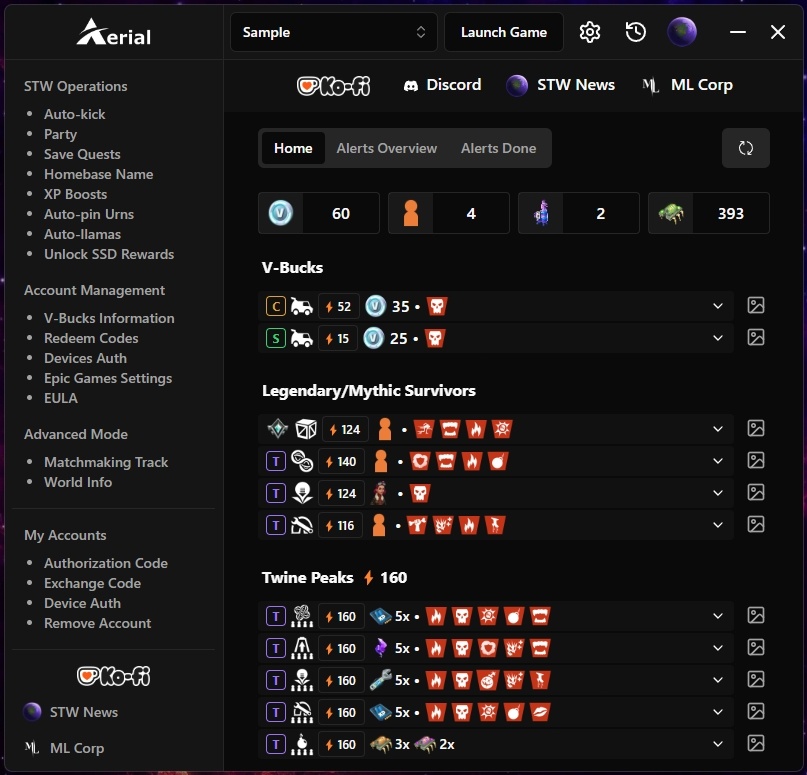 Aerial
Sample
Launch Game
STW Operations
Auto-kick
Party
Save Quests
Homebase Name
XP Boosts
Auto-pin Urns
Auto-llamas
Unlock SSD Rewards
Account Management
V-Bucks Information
Redeem Codes
Devices Auth
Epic Games Settings
EULA
Advanced Mode
Matchmaking Track
World Info
My Accounts
Authorization Code
Exchange Code
Device Auth
Remove Account
Ko-fi
STW News
ML ML Corp
Ko-fi Discord STW News ML ML Corp
Home Alerts Overview Alerts Done
V 60 4 2 393
V-Bucks
C 52 V 35 •
S 15 V 25 •
Legendary/Mythic Survivors
124 •
T 140 •
T 124 •
T 116 •
Twine Peaks 160
T 160 5x •
T 160 5x •
T 160 5x •
T 160 5x •
T 160 3x 2x